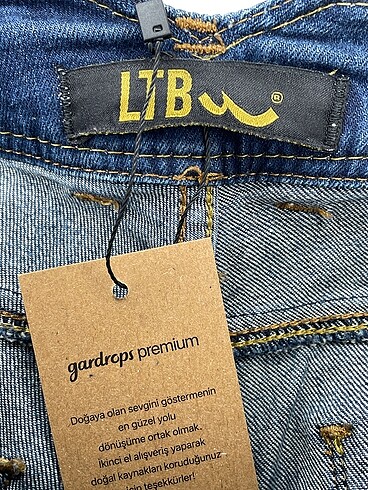 LTB
®
gardrops premium
Doğaya olan sevgini göstermenin
en güzel yolu
dönüşüme ortak olmak.
İkinci el alışveriş yaparak
doğal kaynakları koruduğunuz
için teşekkürler!